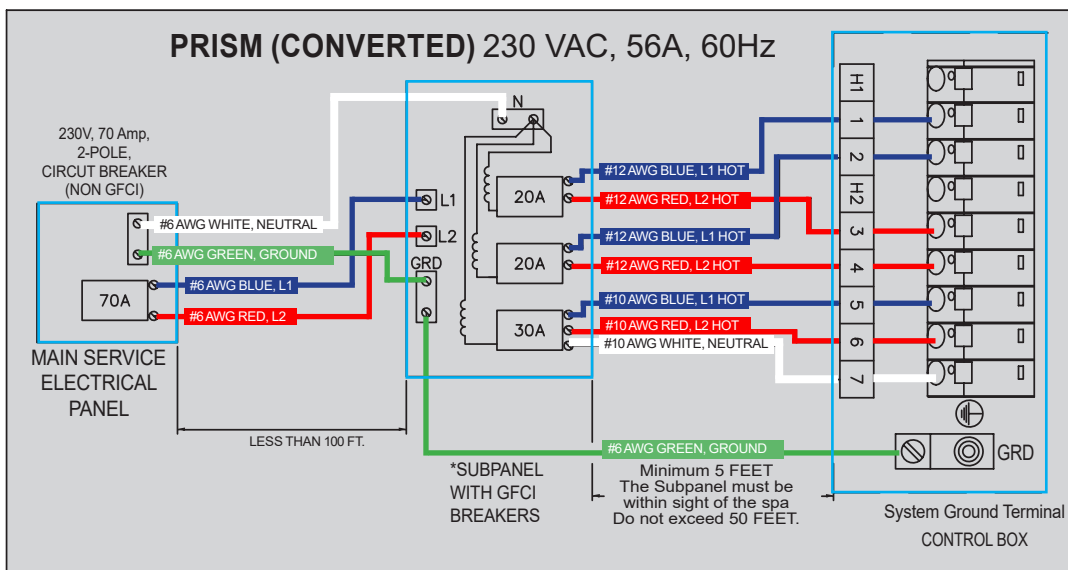 PRISM (CONVERTED) 230 VAC, 56A, 60Hz
230V, 70 Amp,
2-POLE,
CIRCUT BREAKER
(NON GFCI)
#6 AWG WHITE, NEUTRAL
#6 AWG GREEN, GROUND
#6 AWG BLUE, L1
#6 AWG RED, L2
70A
MAIN SERVICE
ELECTRICAL
PANEL
LESS THAN 100 FT.
N
L1
L2
GRD
20A
20A
30A
*SUBPANEL
WITH GFCI
BREAKERS
#12 AWG BLUE, L1 HOT
#12 AWG RED, L2 HOT
#12 AWG BLUE, L1 HOT
#12 AWG RED, L2 HOT
#10 AWG BLUE, L1 HOT
#10 AWG RED, L2 HOT
#10 AWG WHITE, NEUTRAL
#6 AWG GREEN, GROUND
Minimum 5 FEET
The Subpanel must be
within sight of the spa
Do not exceed 50 FEET.
H1
1
2
H2
3
4
5
6
7
GRD
System Ground Terminal
CONTROL BOX